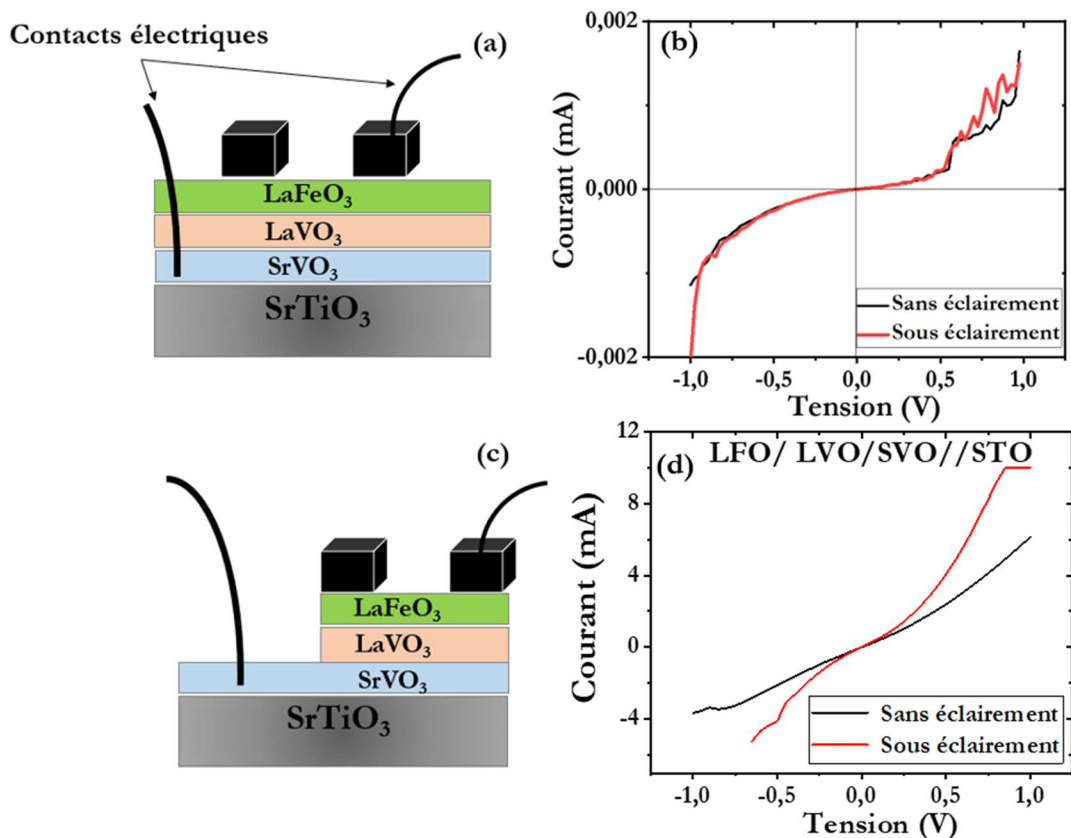 Contacts électriques
(a)
LaFeO₃
LaVO₃
SrVO₃
SrTiO₃
(b)
0,002
0,000
-0,002
Courant (mA)
Sans éclairement
Sous éclairement
-1,0 -0,5 0,0 0,5 1,0
Tension (V)
(c)
LaFeO₃
LaVO₃
SrVO₃
SrTiO₃
(d)
LFO/ LVO/SVO//STO
12
8
4
0
-4
Courant (mA)
Sans éclairement
Sous éclairement
-1,0 -0,5 0,0 0,5 1,0
Tension (V)